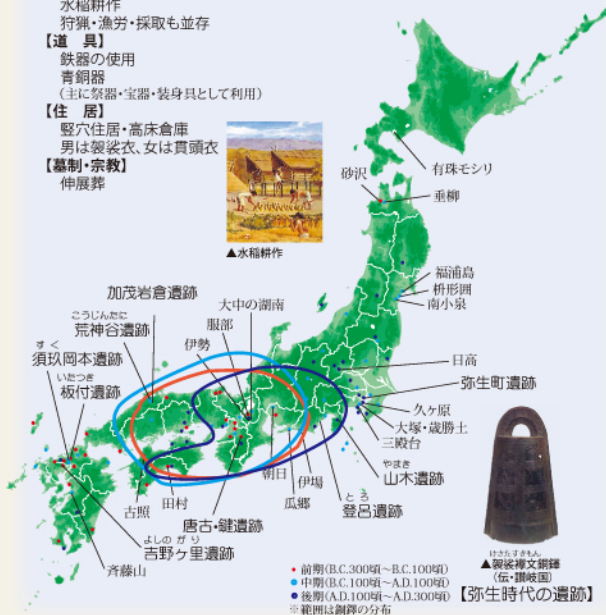 水稲耕作
狩猟・漁労・採取も並存
【道 具】
鉄器の使用
青銅器
(主に祭器・宝器・装身具として利用)
【住 居】
竪穴住居・高床倉庫
男は袈裟衣、女は貫頭衣
【墓制・宗教】
伸展葬
▲水稲耕作
有珠モシリ
砂沢
垂柳
福浦島
枡形囲
南小泉
加茂岩倉遺跡
大中の湖南
こうじんたに
荒神谷遺跡
服部
伊勢
すぐ
須玖岡本遺跡
いたつき
板付遺跡
日高
弥生町遺跡
久ヶ原
大塚・歳勝土
三殿台
やまき
山木遺跡
とろ
登呂遺跡
朝日
伊場
瓜郷
古照
田村
唐古・鍵遺跡
よしのがり
吉野ヶ里遺跡
斉藤山
けさたすきもん
▲袈裟襷文銅鐸
(伝・讃岐国)
●前期(B.C.300頃~B.C.100頃)
●中期(B.C.100頃~A.D.100頃)
●後期(A.D.100頃~A.D.300頃)
※範囲は銅鐸の分布
【弥生時代の遺跡】